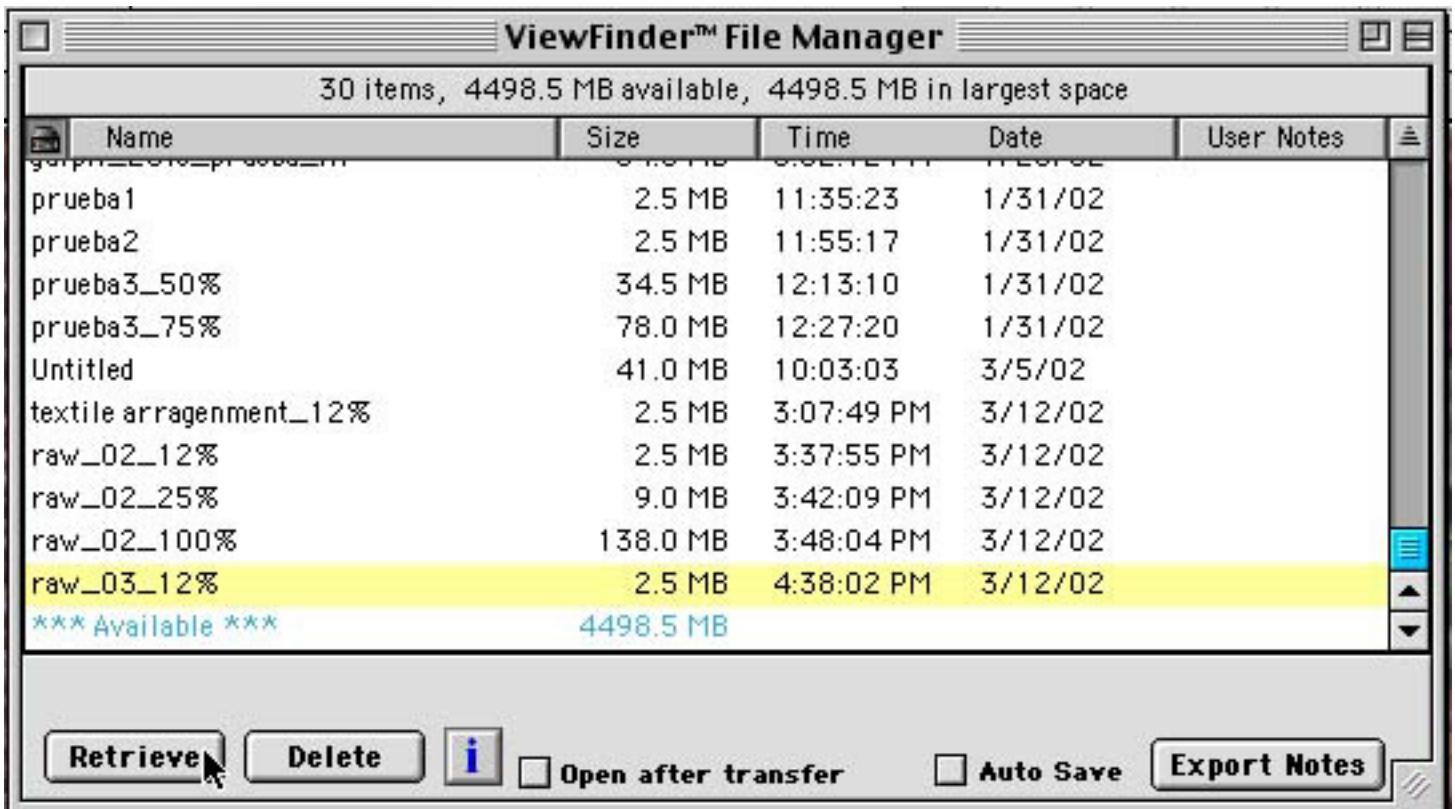 ViewFinder™ File Manager
30 items, 4498.5 MB available, 4498.5 MB in largest space
Name Size Time Date User Notes
prueba1 2.5 MB 11:35:23 1/31/02
prueba2 2.5 MB 11:55:17 1/31/02
prueba3_50% 34.5 MB 12:13:10 1/31/02
prueba3_75% 78.0 MB 12:27:20 1/31/02
Untitled 41.0 MB 10:03:03 3/5/02
textile arragenment_12% 2.5 MB 3:07:49 PM 3/12/02
raw_02_12% 2.5 MB 3:37:55 PM 3/12/02
raw_02_25% 9.0 MB 3:42:09 PM 3/12/02
raw_02_100% 138.0 MB 3:48:04 PM 3/12/02
raw_03_12% 2.5 MB 4:38:02 PM 3/12/02
*** Available *** 4498.5 MB
Retrieve Delete i Open after transfer Auto Save Export Notes